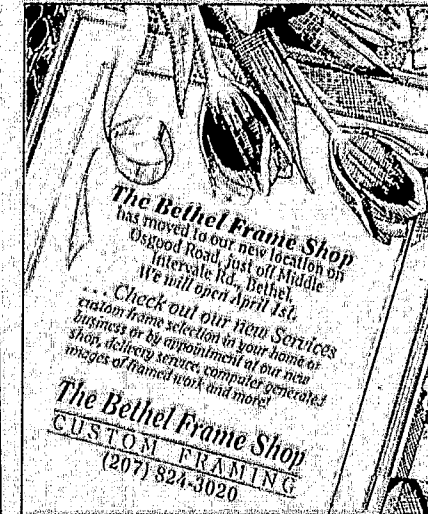 The Bethel Frame Shop
has moved to our new location on
Osgood Road, just off Middle
Intervale Rd., Bethel.
We will open April 1st.
. . . Check out our new Services
custom frame selection in your home or
business or by appointment at our new
shop, delivery service, computer generated
images of framed work and more!
The Bethel Frame Shop
CUSTOM FRAMING
(207) 824-3020